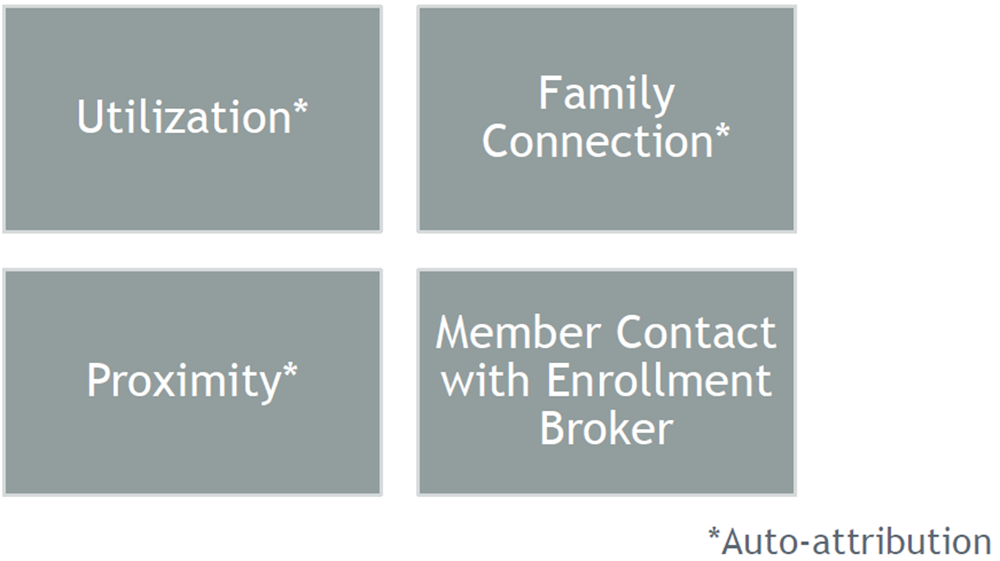 Utilization*
Family
Connection*
Proximity*
Member Contact
with Enrollment
Broker
*Auto-attribution